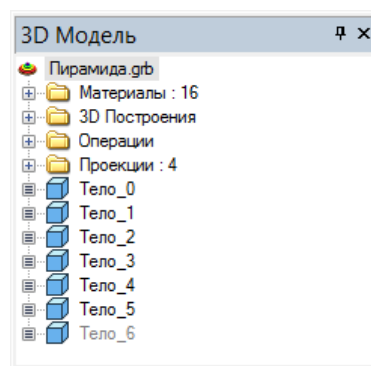 3D Модель
Пирамида.grb
Материалы : 16
3D Построения
Операции
Проекции : 4
Тело_0
Тело_1
Тело_2
Тело_3
Тело_4
Тело_5
Тело_6